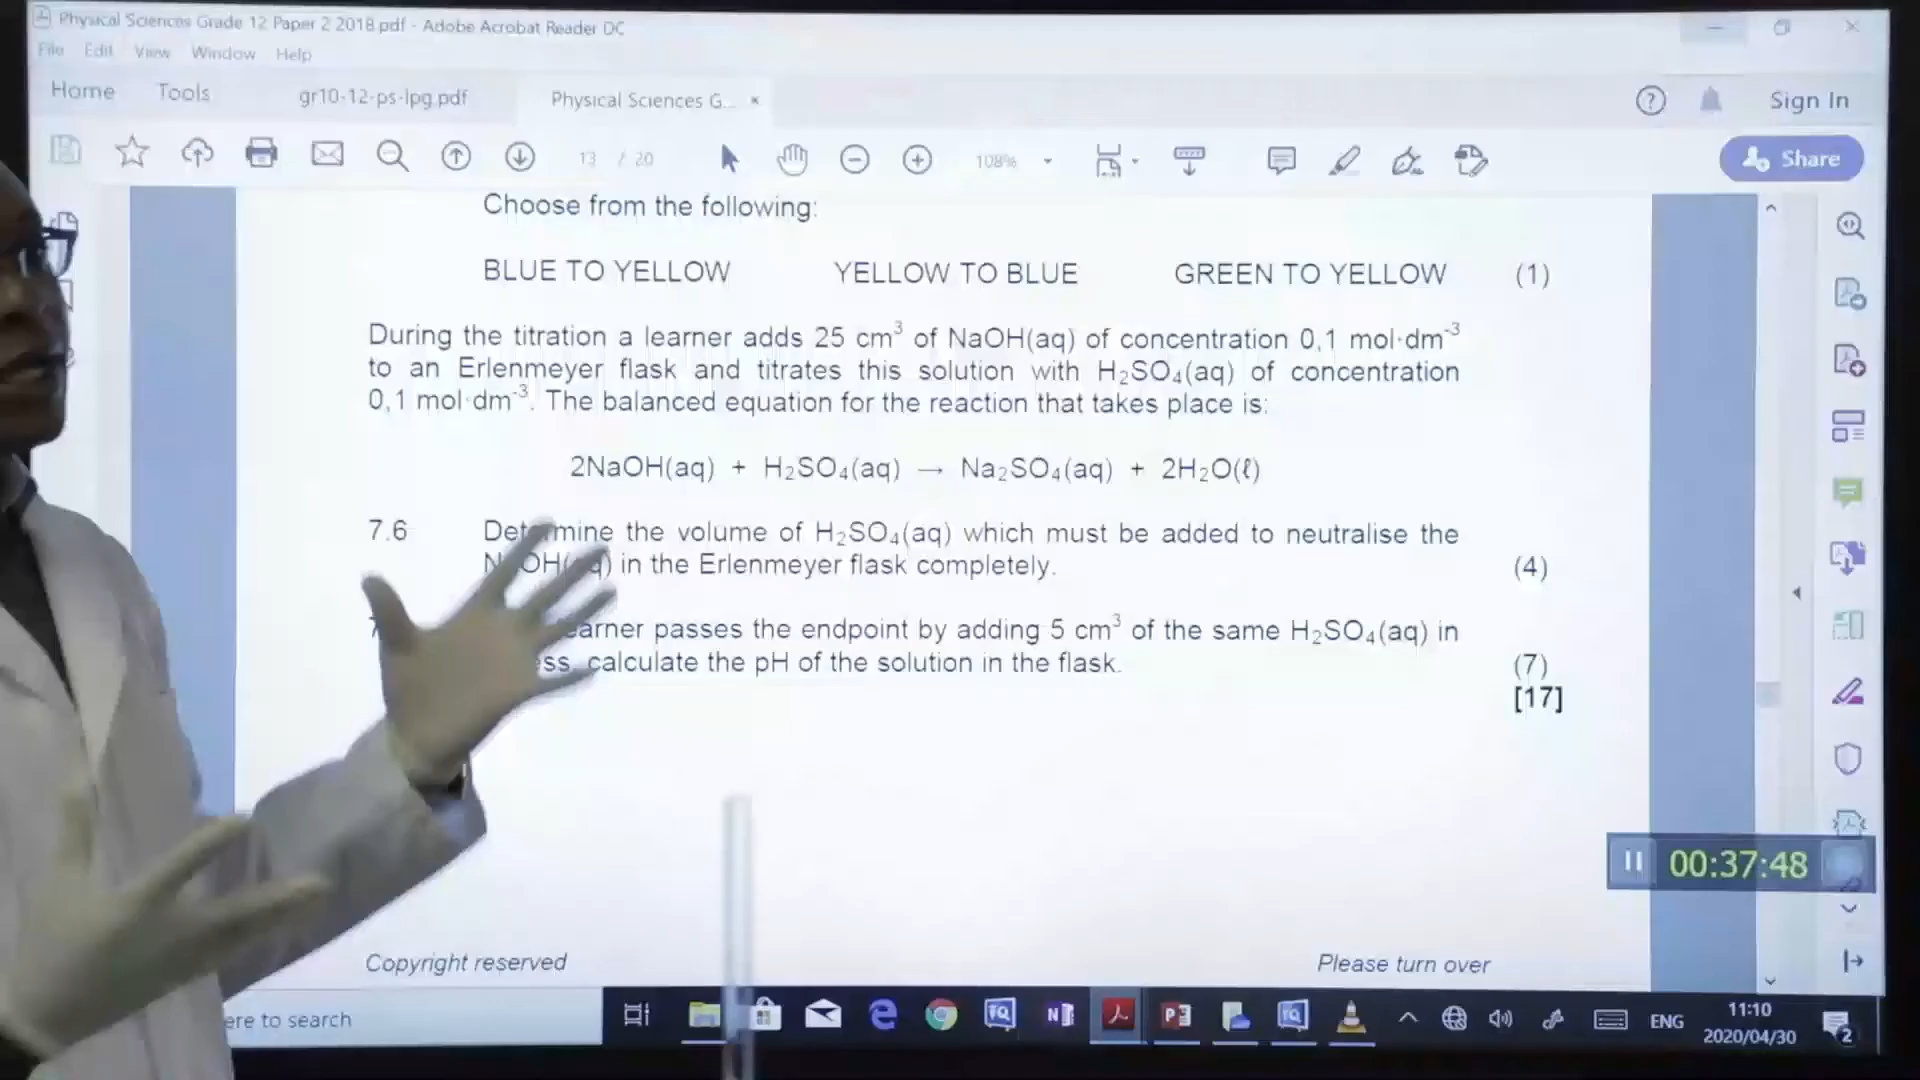 Physical Sciences Grade 12 Paper 2 2018.pdf - Adobe Acrobat Reader DC
File Edit View Window Help
Home Tools gr10-12-ps-lpg.pdf Physical Sciences G... × Sign In
13 / 20 108% Share
Choose from the following:
BLUE TO YELLOW YELLOW TO BLUE GREEN TO YELLOW (1)
During the titration a learner adds 25 cm³ of NaOH(aq) of concentration 0,1 mol·dm⁻³
to an Erlenmeyer flask and titrates this solution with H₂SO₄(aq) of concentration
0,1 mol·dm⁻³. The balanced equation for the reaction that takes place is:
2NaOH(aq) + H₂SO₄(aq) → Na₂SO₄(aq) + 2H₂O(ℓ)
7.6 Determine the volume of H₂SO₄(aq) which must be added to neutralise the
NaOH(aq) in the Erlenmeyer flask completely. (4)
passes the endpoint by adding 5 cm³ of the same H₂SO₄(aq) in
calculate the pH of the solution in the flask. (7)
[17]
00:37:48
Copyright reserved Please turn over
ere to search
ENG
11:10
2020/04/30
2